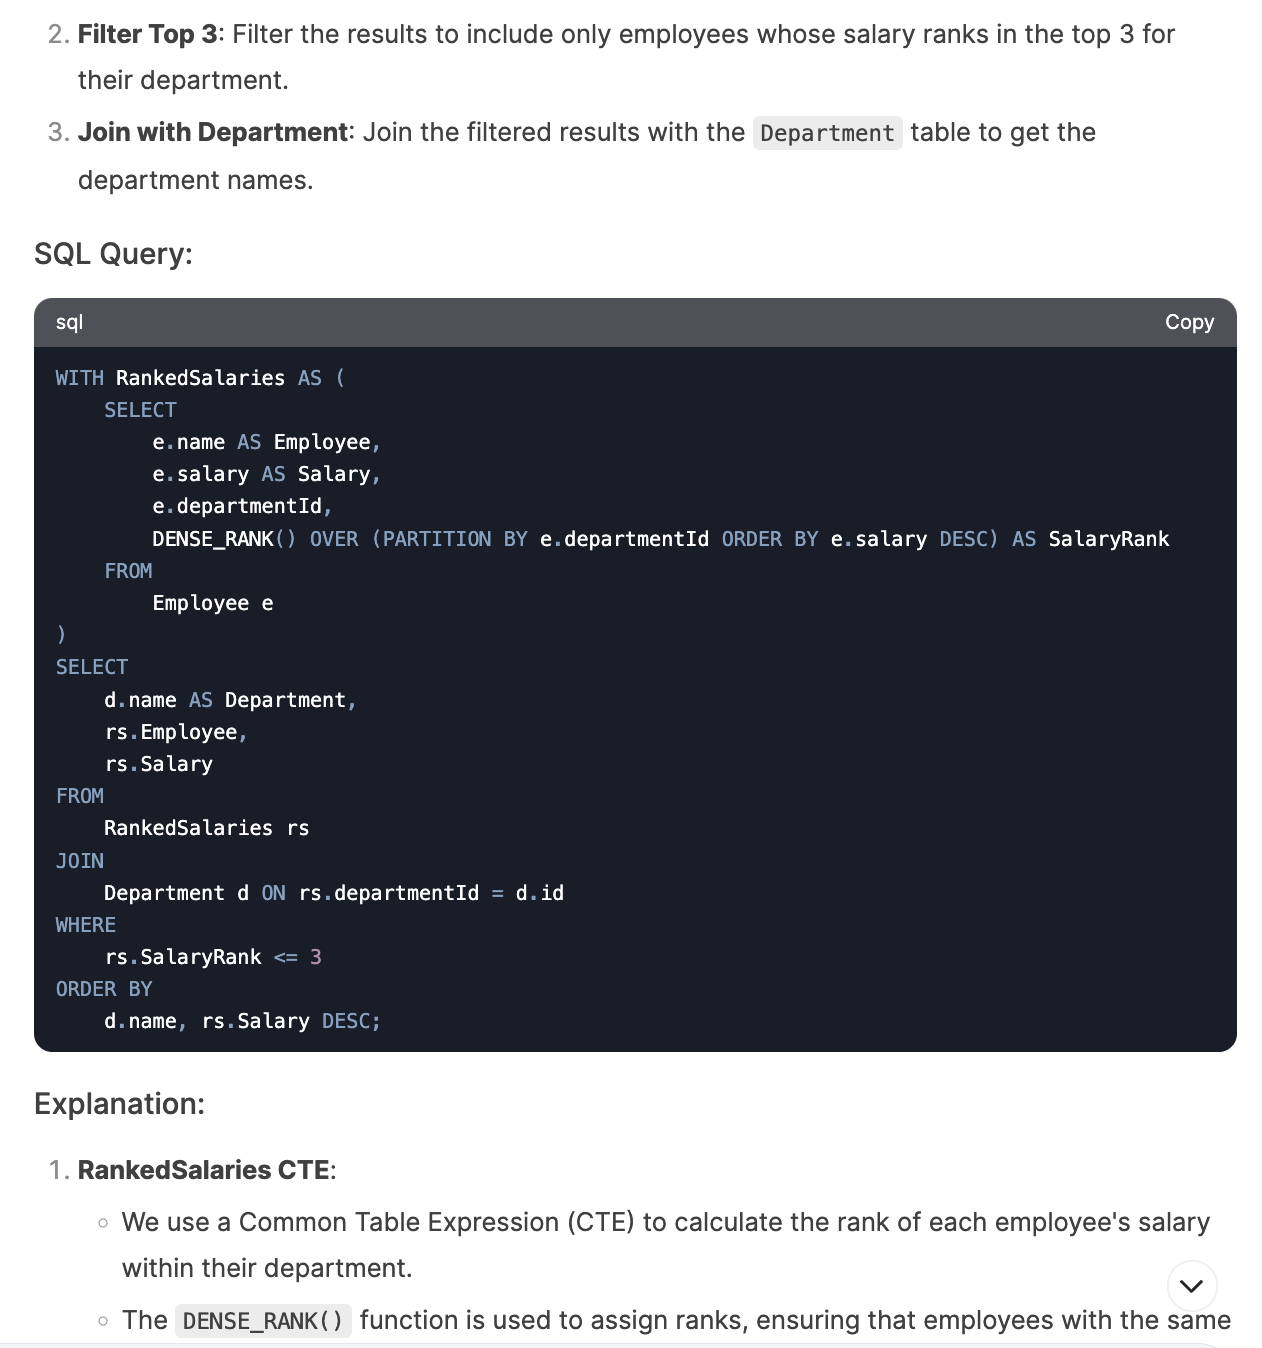 2. Filter Top 3: Filter the results to include only employees whose salary ranks in the top 3 for
their department.
3. Join with Department: Join the filtered results with the Department table to get the
department names.
SQL Query:
sql Copy
WITH RankedSalaries AS (
    SELECT
        e.name AS Employee,
        e.salary AS Salary,
        e.departmentId,
        DENSE_RANK() OVER (PARTITION BY e.departmentId ORDER BY e.salary DESC) AS SalaryRank
    FROM
        Employee e
)
SELECT
    d.name AS Department,
    rs.Employee,
    rs.Salary
FROM
    RankedSalaries rs
JOIN
    Department d ON rs.departmentId = d.id
WHERE
    rs.SalaryRank <= 3
ORDER BY
    d.name, rs.Salary DESC;
Explanation:
1. RankedSalaries CTE:
○ We use a Common Table Expression (CTE) to calculate the rank of each employee's salary
within their department.
○ The DENSE_RANK() function is used to assign ranks, ensuring that employees with the same